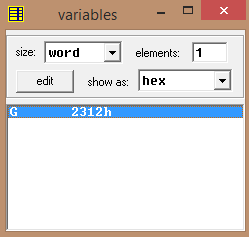 variables
size: word elements: 1
edit show as: hex
G 2312h